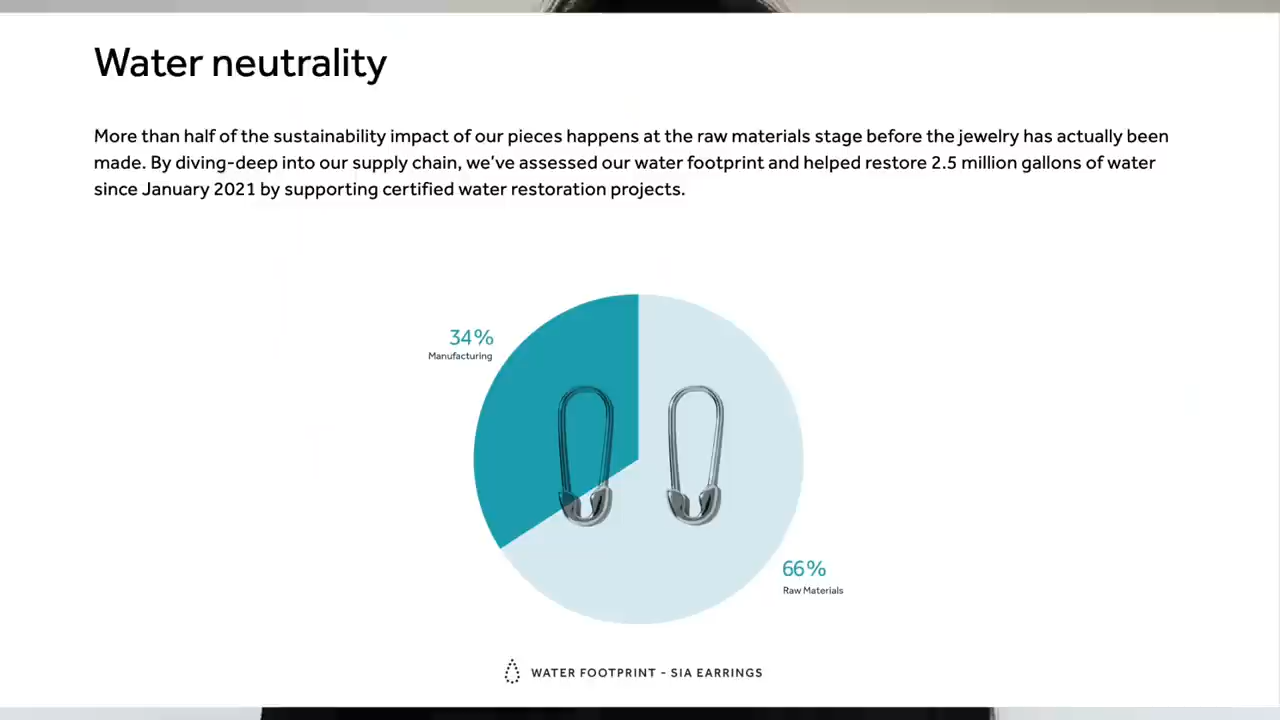 Water neutrality
More than half of the sustainability impact of our pieces happens at the raw materials stage before the jewelry has actually been
made. By diving-deep into our supply chain, we've assessed our water footprint and helped restore 2.5 million gallons of water
since January 2021 by supporting certified water restoration projects.
34%
Manufacturing
66%
Raw Materials
WATER FOOTPRINT - SIA EARRINGS